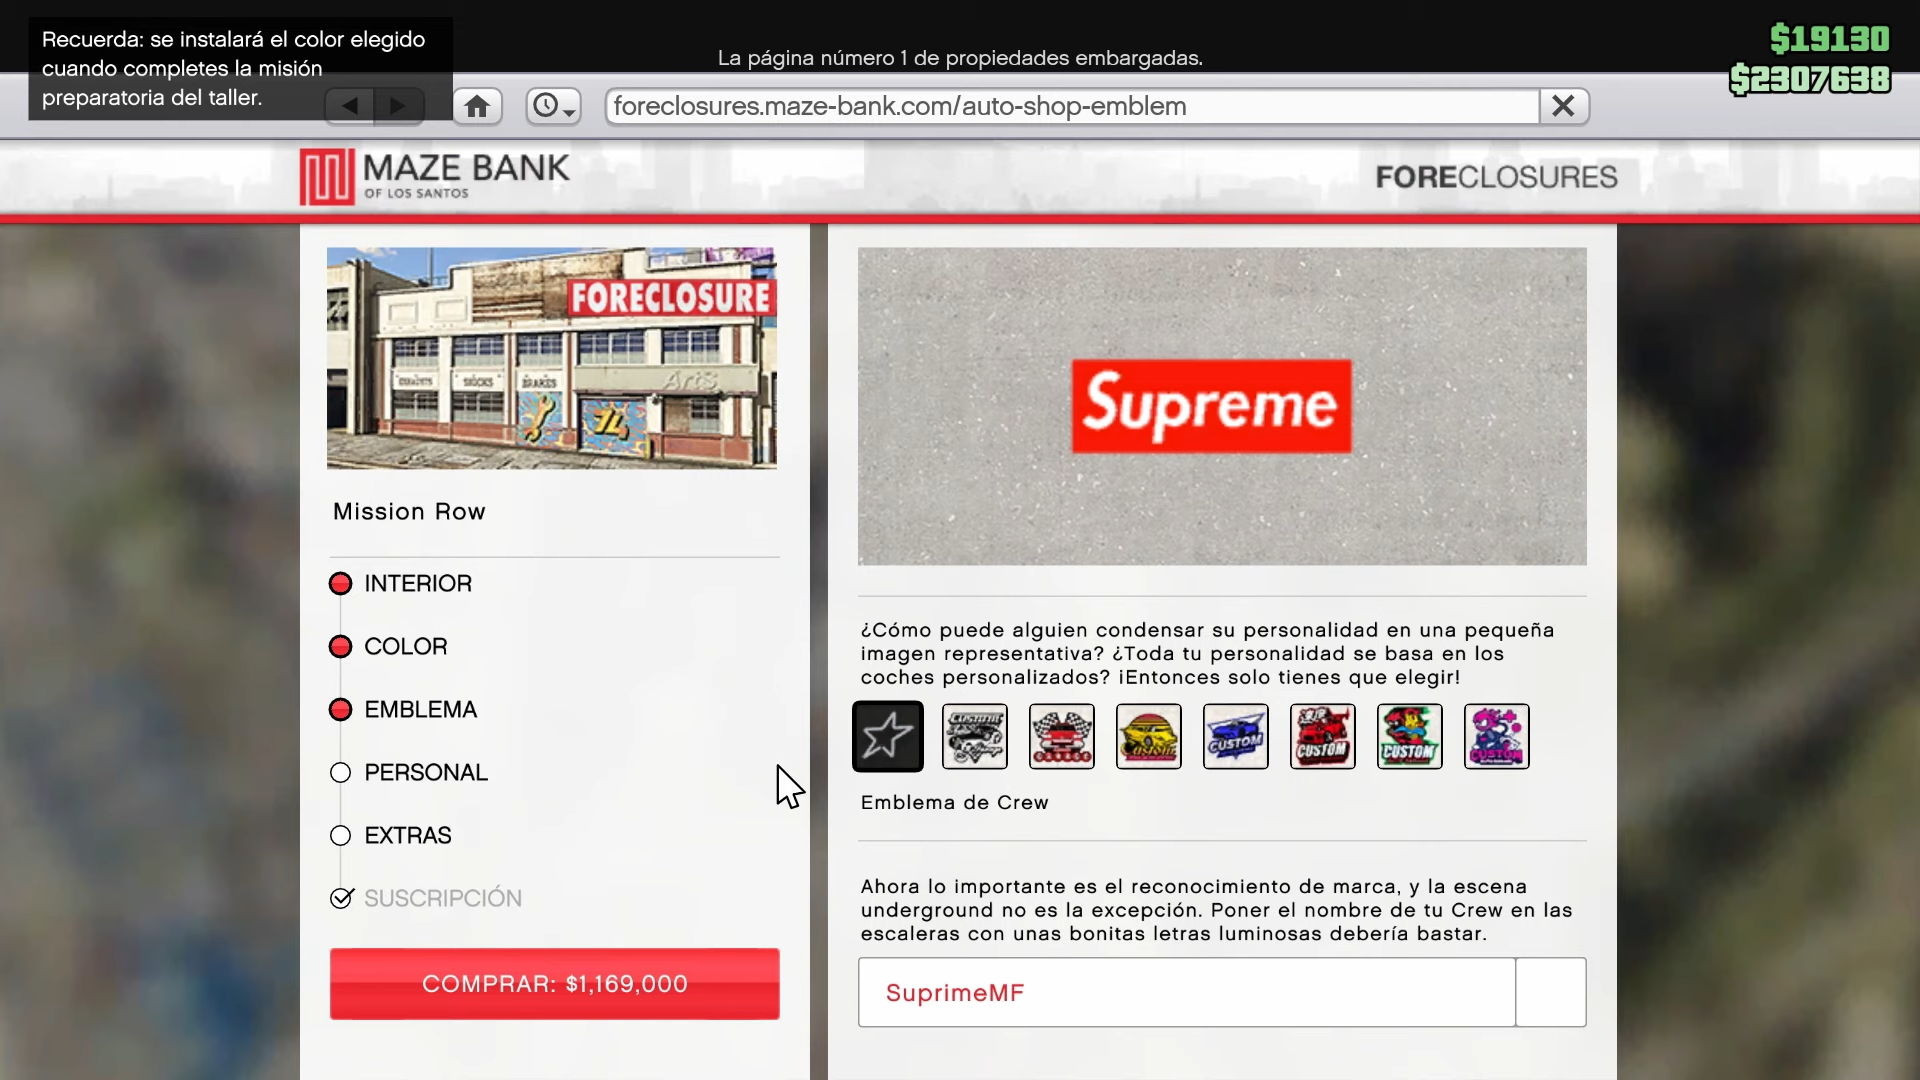 Recuerda: se instalará el color elegido
cuando completes la misión
preparatoria del taller.
La página número 1 de propiedades embargadas.
$19130
$2307638
foreclosures.maze-bank.com/auto-shop-emblem
MAZE BANK
OF LOS SANTOS
FORECLOSURES
FORECLOSURE
EXHAUSTS
SHOCKS
BRAKES
Art's
Mission Row
INTERIOR
COLOR
EMBLEMA
PERSONAL
EXTRAS
SUSCRIPCIÓN
COMPRAR: $1,169,000
Supreme
¿Cómo puede alguien condensar su personalidad en una pequeña
imagen representativa? ¿Toda tu personalidad se basa en los
coches personalizados? ¡Entonces solo tienes que elegir!
CUSTOM
CUSTOM
CUSTOM
CUSTOM
Emblema de Crew
Ahora lo importante es el reconocimiento de marca, y la escena
underground no es la excepción. Poner el nombre de tu Crew en las
escaleras con unas bonitas letras luminosas debería bastar.
SuprimeMF